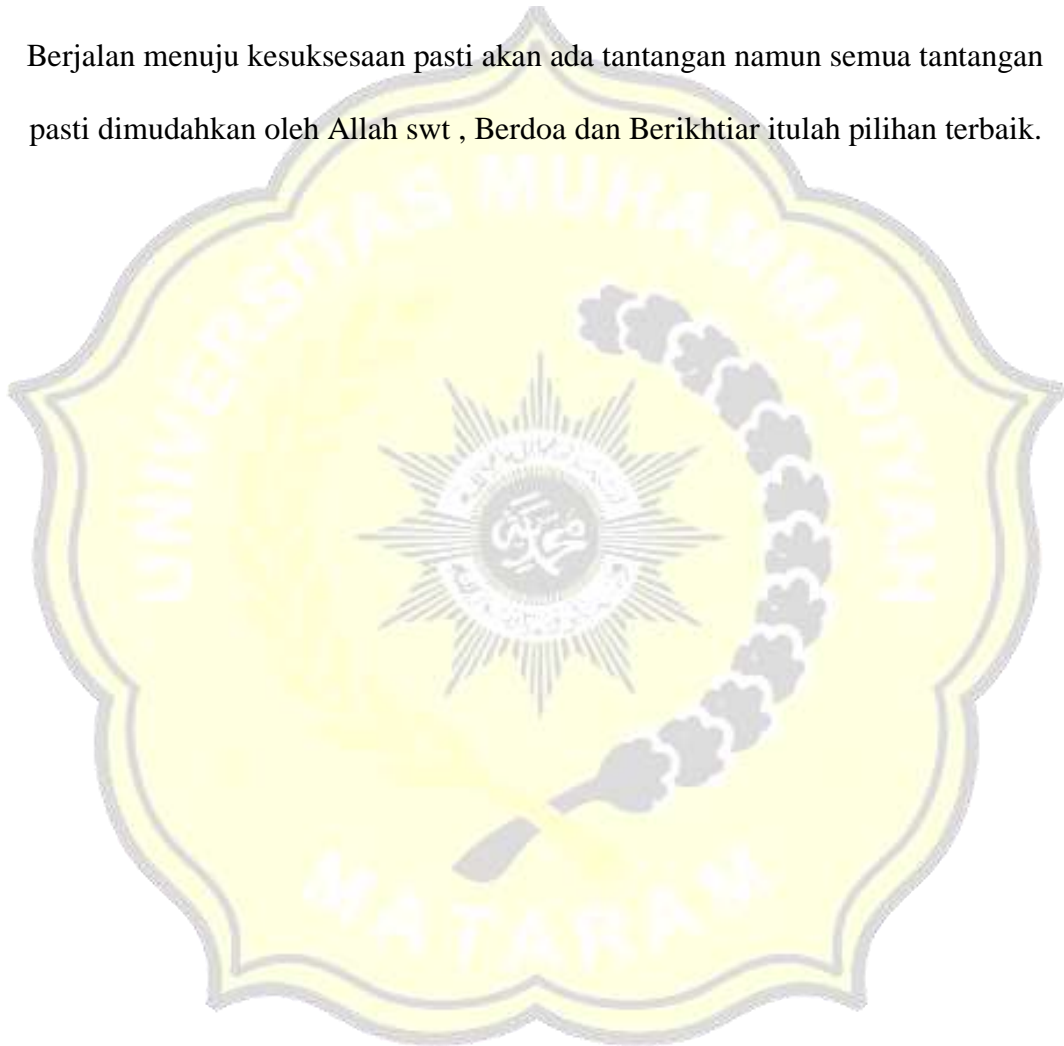 Berjalan menuju kesuksesaan pasti akan ada tantangan namun semua tantangan
pasti dimudahkan oleh Allah swt , Berdoa dan Berikhtiar itulah pilihan terbaik.
UNIVERSITAS MUHAMMADIYAH
MATARAM